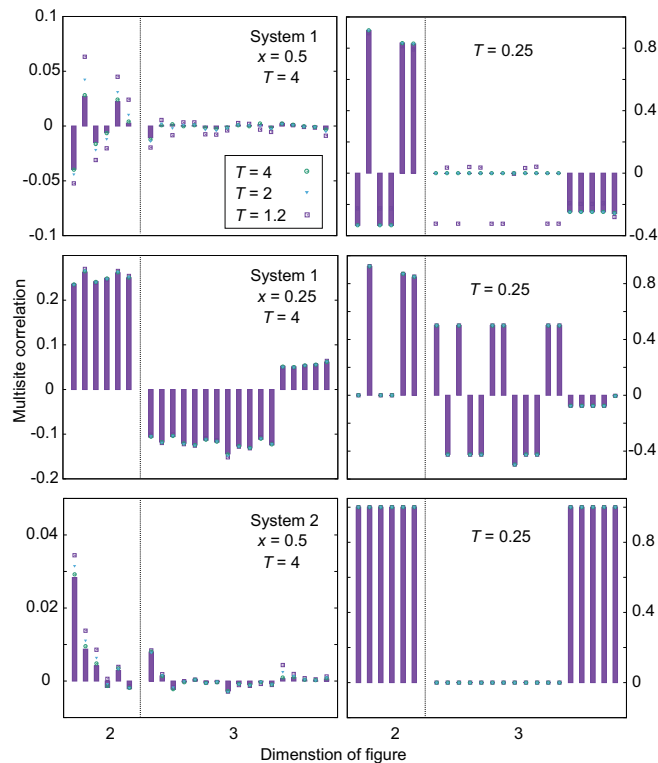 0.1
0.05
0
-0.05
-0.1
System 1
x = 0.5
T = 4
T = 4
T = 2
T = 1.2
T = 0.25
0.8
0.4
0
-0.4
Multisite correlation
0.2
0.1
0
-0.1
-0.2
System 1
x = 0.25
T = 4
T = 0.25
0.8
0.4
0
-0.4
0.04
0.02
0
System 2
x = 0.5
T = 4
T = 0.25
0.8
0.4
0
2 3 2 3
Dimenstion of figure